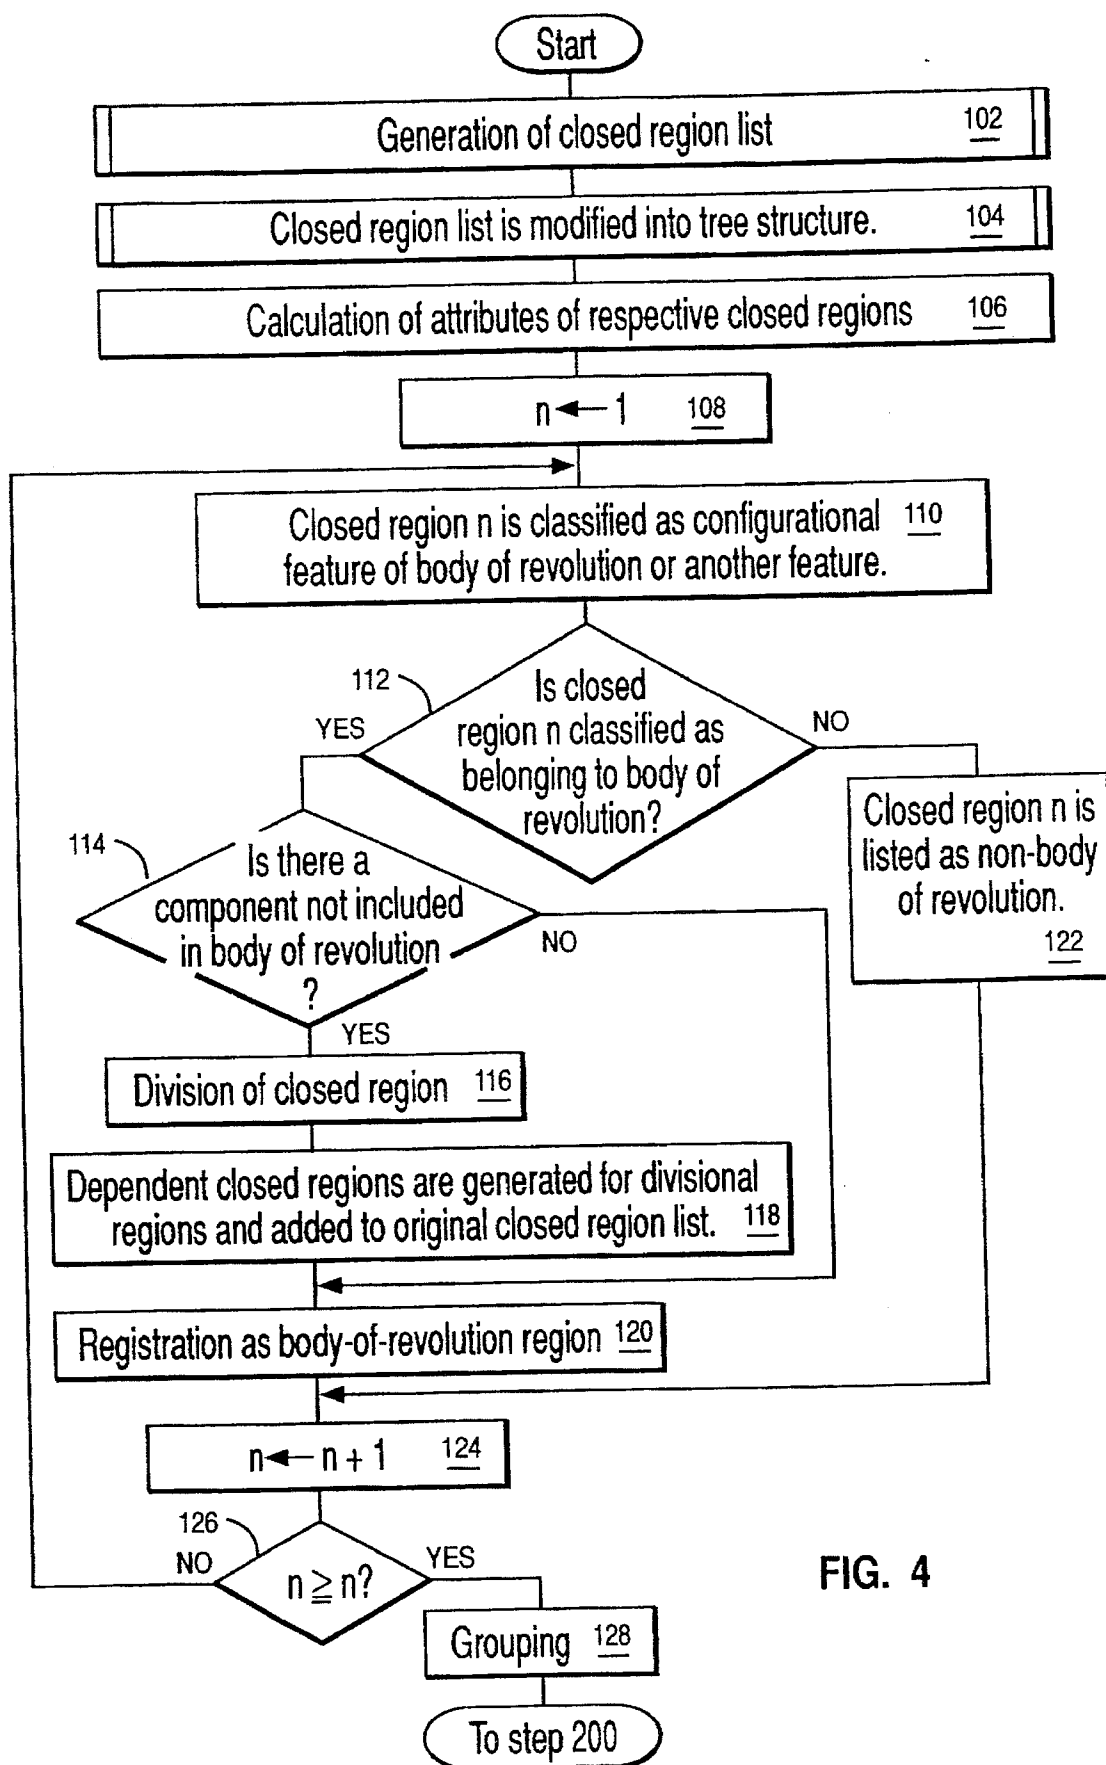 Start
Generation of closed region list 102
Closed region list is modified into tree structure. 104
Calculation of attributes of respective closed regions 106
n ← 1 108
Closed region n is classified as configurational 110
feature of body of revolution or another feature.
112
Is closed
region n classified as
belonging to body of
revolution?
YES
NO
Closed region n is
listed as non-body
of revolution.
122
114
Is there a
component not included
in body of revolution
?
NO
YES
Division of closed region 116
Dependent closed regions are generated for divisional
regions and added to original closed region list. 118
Registration as body-of-revolution region 120
n ← n + 1 124
126
NO
n ≧ n?
YES
Grouping 128
To step 200
FIG. 4